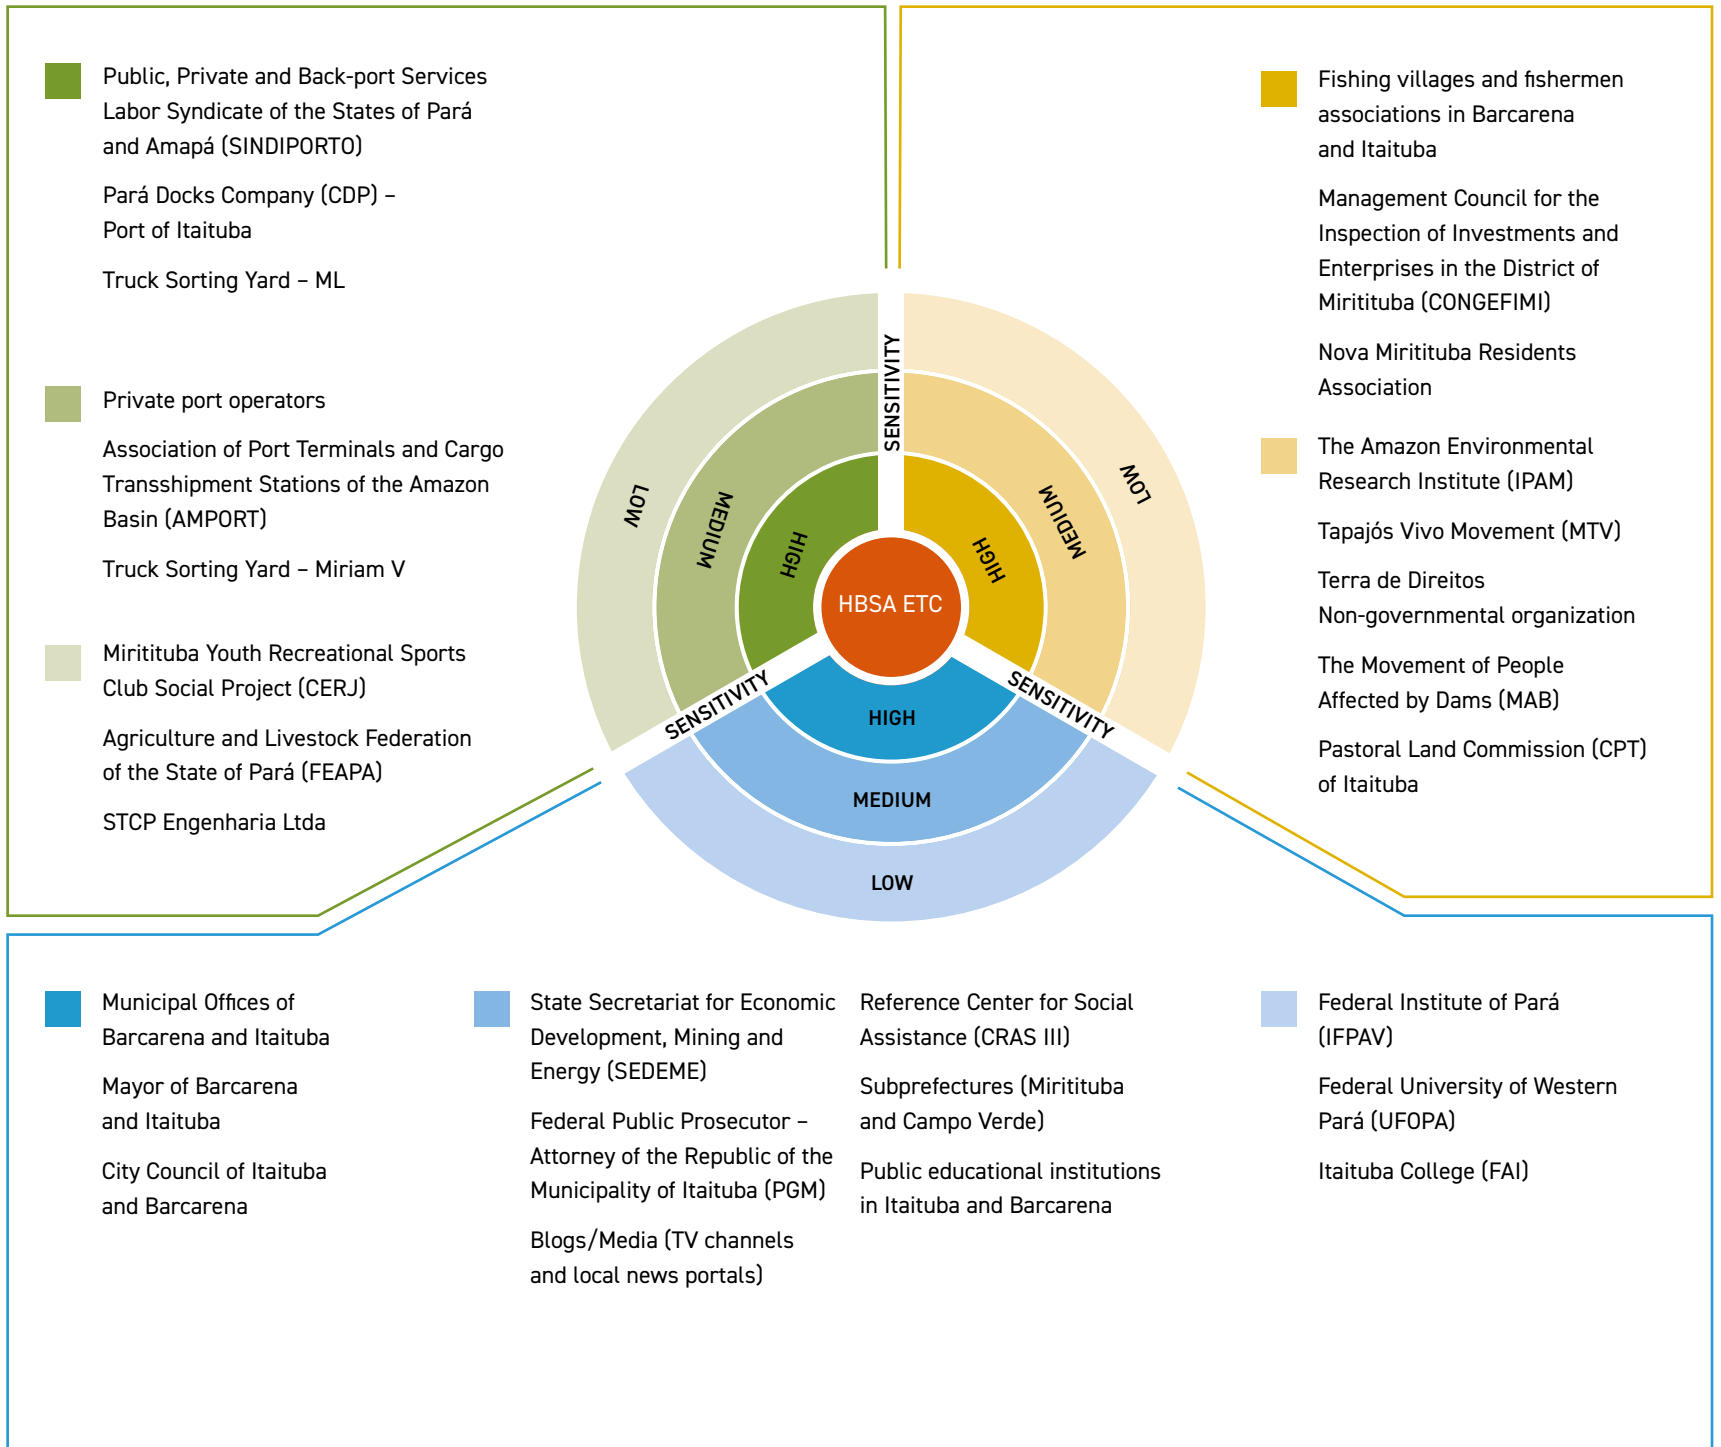 Public, Private and Back-port Services
Labor Syndicate of the States of Pará
and Amapá (SINDIPORTO)
Pará Docks Company (CDP) –
Port of Itaituba
Truck Sorting Yard – ML
Private port operators
Association of Port Terminals and Cargo
Transshipment Stations of the Amazon
Basin (AMPORT)
Truck Sorting Yard – Miriam V
Miritituba Youth Recreational Sports
Club Social Project (CERJ)
Agriculture and Livestock Federation
of the State of Pará (FEAPA)
STCP Engenharia Ltda
Fishing villages and fishermen
associations in Barcarena
and Itaituba
Management Council for the
Inspection of Investments and
Enterprises in the District of
Miritituba (CONGEFIMI)
Nova Miritituba Residents
Association
The Amazon Environmental
Research Institute (IPAM)
Tapajós Vivo Movement (MTV)
Terra de Direitos
Non-governmental organization
The Movement of People
Affected by Dams (MAB)
Pastoral Land Commission (CPT)
of Itaituba
SENSITIVITY
LOW
MEDIUM
HIGH
HIGH
MEDIUM
LOW
HBSA ETC
SENSITIVITY
SENSITIVITY
HIGH
MEDIUM
LOW
Municipal Offices of
Barcarena and Itaituba
Mayor of Barcarena
and Itaituba
City Council of Itaituba
and Barcarena
State Secretariat for Economic
Development, Mining and
Energy (SEDEME)
Federal Public Prosecutor –
Attorney of the Republic of the
Municipality of Itaituba (PGM)
Blogs/Media (TV channels
and local news portals)
Reference Center for Social
Assistance (CRAS III)
Subprefectures (Miritituba
and Campo Verde)
Public educational institutions
in Itaituba and Barcarena
Federal Institute of Pará
(IFPAV)
Federal University of Western
Pará (UFOPA)
Itaituba College (FAI)